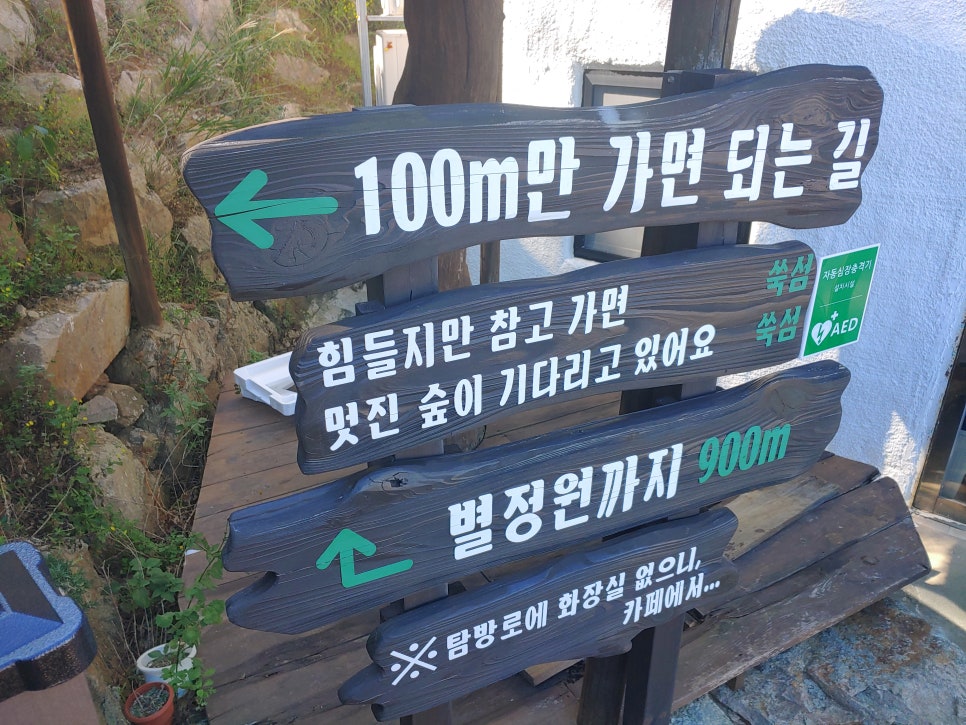 100m만 가면 되는 길
힘들지만 참고 가면
멋진 숲이 기다리고 있어요
쑥섬
쑥섬
자동심장충격기
설치시설
AED
별정원까지 900m
※탐방로에 화장실 없으니,
카페에서...